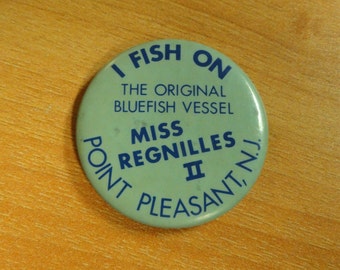 I FISH ON
THE ORIGINAL
BLUEFISH VESSEL
MISS
REGNILLES
II
POINT PLEASANT, N.J.